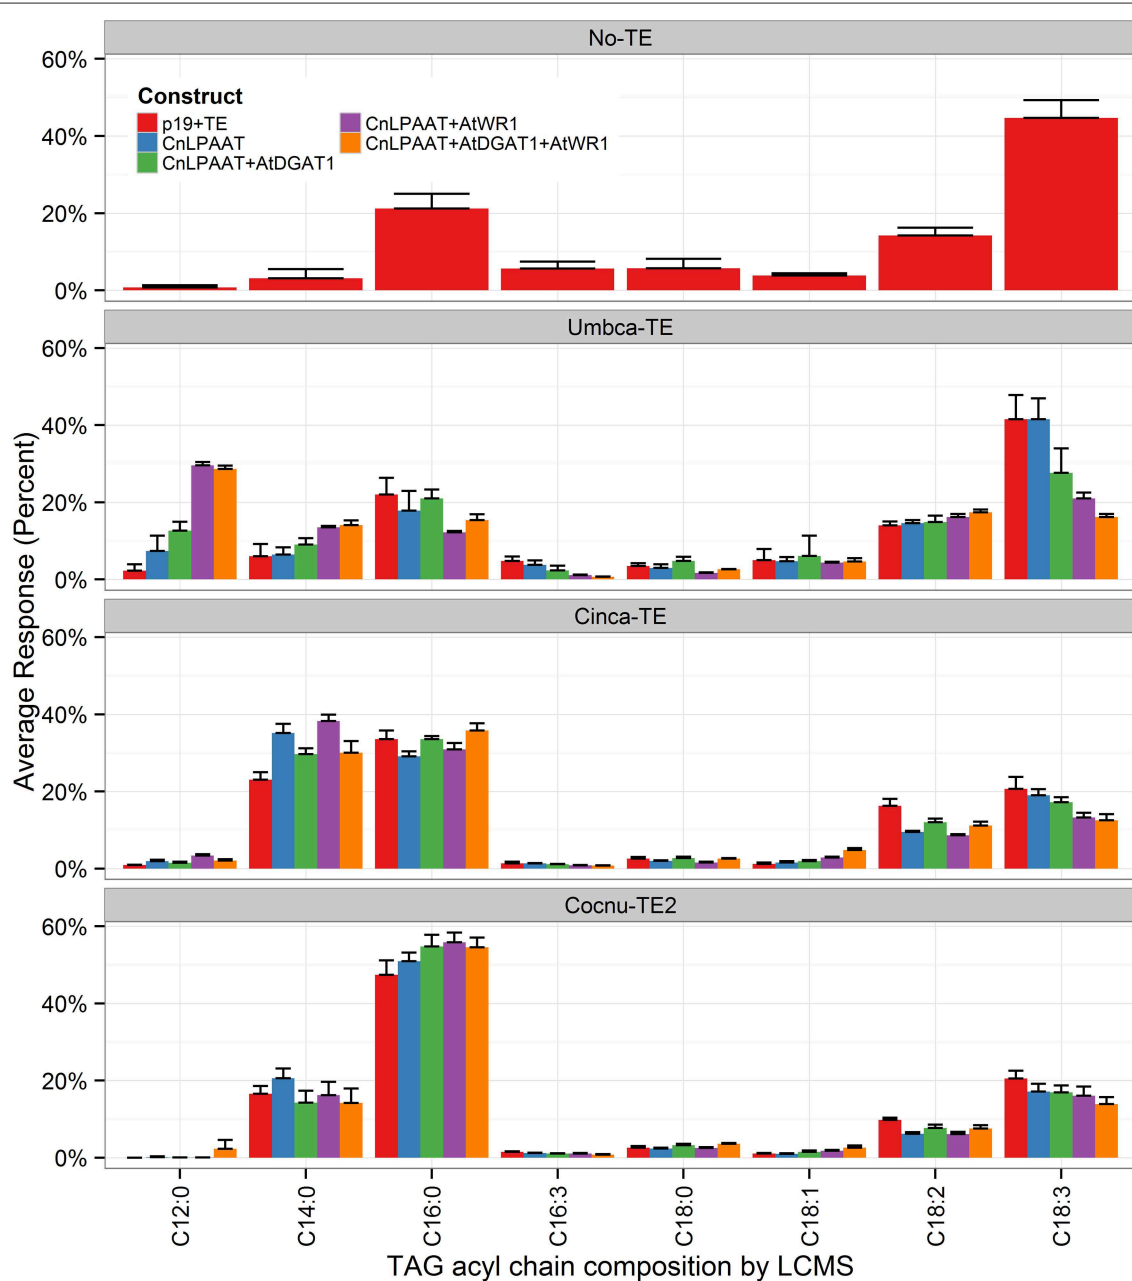 No-TE
60%
40%
20%
0%
Construct
p19+TE
CnLPAAT
CnLPAAT+AtDGAT1
CnLPAAT+AtWR1
CnLPAAT+AtDGAT1+AtWR1
Umbca-TE
60%
40%
20%
0%
Cinca-TE
60%
40%
20%
0%
Cocnu-TE2
60%
40%
20%
0%
Average Response (Percent)
C12:0
C14:0
C16:0
C16:3
C18:0
C18:1
C18:2
C18:3
TAG acyl chain composition by LCMS